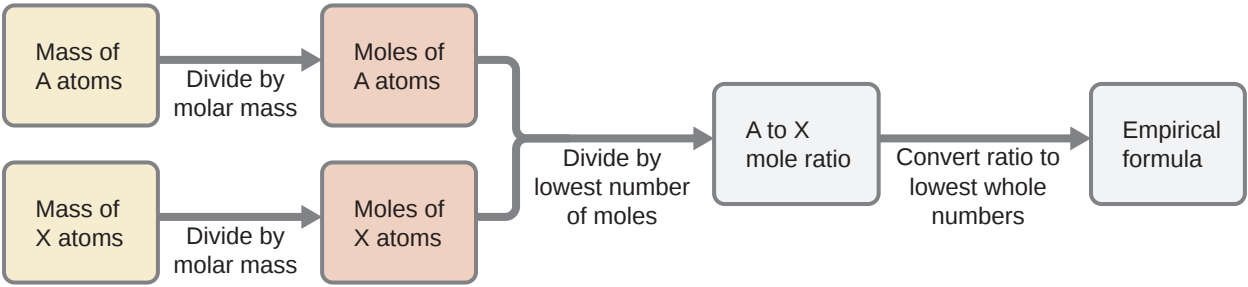 Mass of
A atoms
Divide by
molar mass
Moles of
A atoms
Mass of
X atoms
Divide by
molar mass
Moles of
X atoms
Divide by
lowest number
of moles
A to X
mole ratio
Convert ratio to
lowest whole
numbers
Empirical
formula